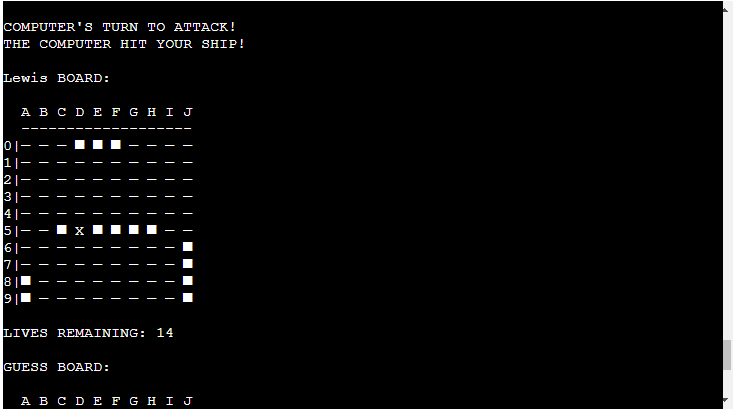 COMPUTER'S TURN TO ATTACK!
THE COMPUTER HIT YOUR SHIP!
Lewis BOARD:
A B C D E F G H I J
-------------------
0|— — — ■ ■ ■ — — — —
1|— — — — — — — — — —
2|— — — — — — — — — —
3|— — — — — — — — — —
4|— — — — — — — — — —
5|— — ■ x ■ ■ ■ ■ — —
6|— — — — — — — — — ■
7|— — — — — — — — — ■
8|■ — — — — — — — — ■
9|■ — — — — — — — — ■
LIVES REMAINING: 14
GUESS BOARD:
A B C D E F G H I J